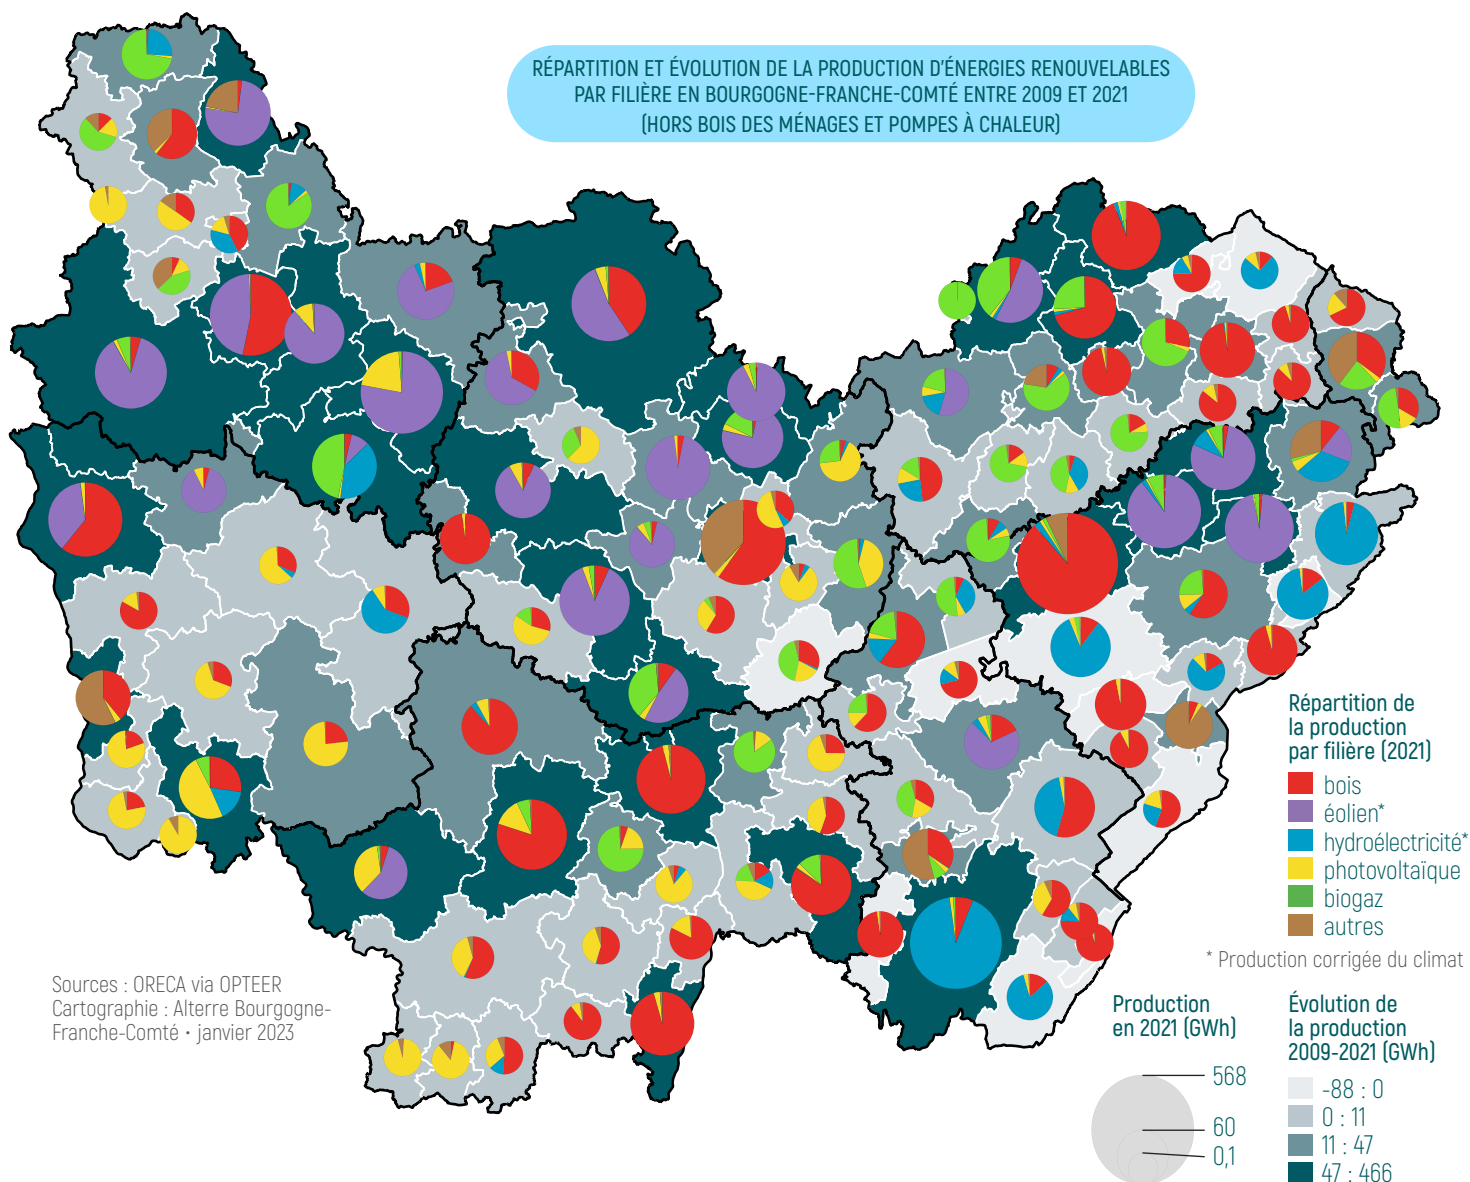 RÉPARTITION ET ÉVOLUTION DE LA PRODUCTION D'ÉNERGIES RENOUVELABLES
PAR FILIÈRE EN BOURGOGNE-FRANCHE-COMTÉ ENTRE 2009 ET 2021
(HORS BOIS DES MÉNAGES ET POMPES À CHALEUR)
Répartition de
la production
par filière (2021)
bois
éolien*
hydroélectricité*
photovoltaïque
biogaz
autres
* Production corrigée du climat
Sources : ORECA via OPTEER
Cartographie : Alterre Bourgogne-
Franche-Comté • janvier 2023
Production
en 2021 (GWh)
568
60
0,1
Évolution de
la production
2009-2021 (GWh)
-88 : 0
0 : 11
11 : 47
47 : 466